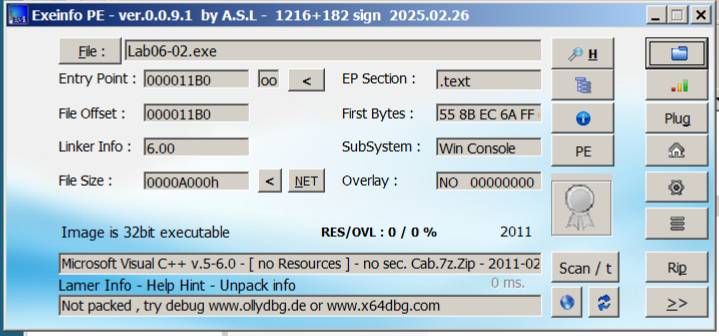 Exeinfo PE - ver.0.0.9.1 by A.S.L - 1216+182 sign 2025.02.26
File : Lab06-02.exe H
Entry Point : 000011B0 oo < EP Section : .text
File Offset : 000011B0 First Bytes : 55 8B EC 6A FF Plug
Linker Info : 6.00 SubSystem : Win Console PE
File Size : 0000A000h < NET Overlay : NO 00000000
Image is 32bit executable RES/OVL : 0 / 0 % 2011
Microsoft Visual C++ v.5-6.0 - [ no Resources ] - no sec. Cab.7z.Zip - 2011-02 Scan / t Rip
Lamer Info - Help Hint - Unpack info 0 ms.
Not packed , try debug www.ollydbg.de or www.x64dbg.com >>